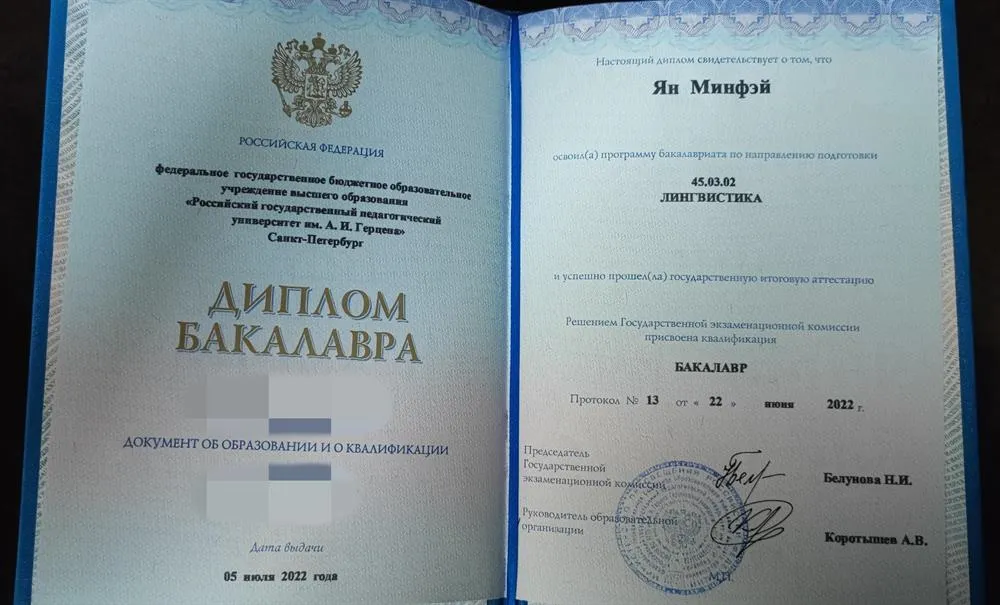 РОССИЙСКАЯ ФЕДЕРАЦИЯ
федеральное государственное бюджетное образовательное
учреждение высшего образования
«Российский государственный педагогический
университет им. А. И. Герцена»
Санкт-Петербург
ДИПЛОМ
БАКАЛАВРА
ДОКУМЕНТ ОБ ОБРАЗОВАНИИ И О КВАЛИФИКАЦИИ
Дата выдачи
05 июля 2022 года
Настоящий диплом свидетельствует о том, что
Ян Минфэй
освоил(а) программу бакалавриата по направлению подготовки
45.03.02
ЛИНГВИСТИКА
и успешно прошел(ла) государственную итоговую аттестацию
Решением Государственной экзаменационной комиссии
присвоена квалификация
БАКАЛАВР
Протокол № 13 от « 22 » июня 2022 г.
Председатель
Государственной
экзаменационной комиссии
Белунова Н.И.
Руководитель образовательной
организации
Коротышев А.В.
М.П.